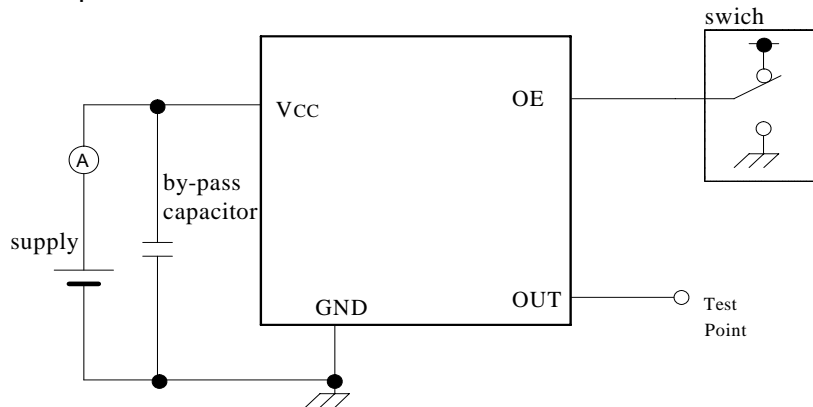 swich
OE
VCC
A
by-pass
capacitor
supply
GND
OUT
Test
Point